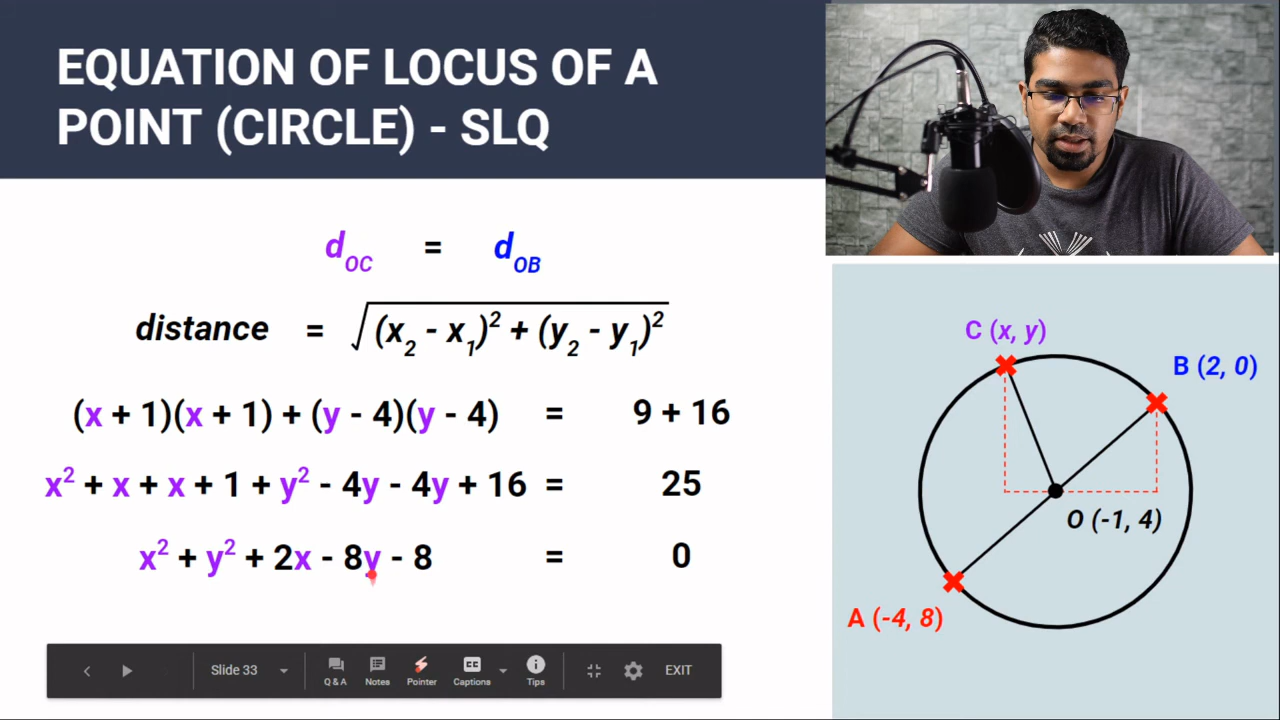 EQUATION OF LOCUS OF A
POINT (CIRCLE) - SLQ
d_OC = d_OB
distance = √(x₂ - x₁)² + (y₂ - y₁)²
(x + 1)(x + 1) + (y - 4)(y - 4) = 9 + 16
x² + x + x + 1 + y² - 4y - 4y + 16 = 25
x² + y² + 2x - 8y - 8 = 0
C (x, y)
B (2, 0)
O (-1, 4)
A (-4, 8)
Slide 33
Q & A
Notes
Pointer
CC
Captions
Tips
EXIT